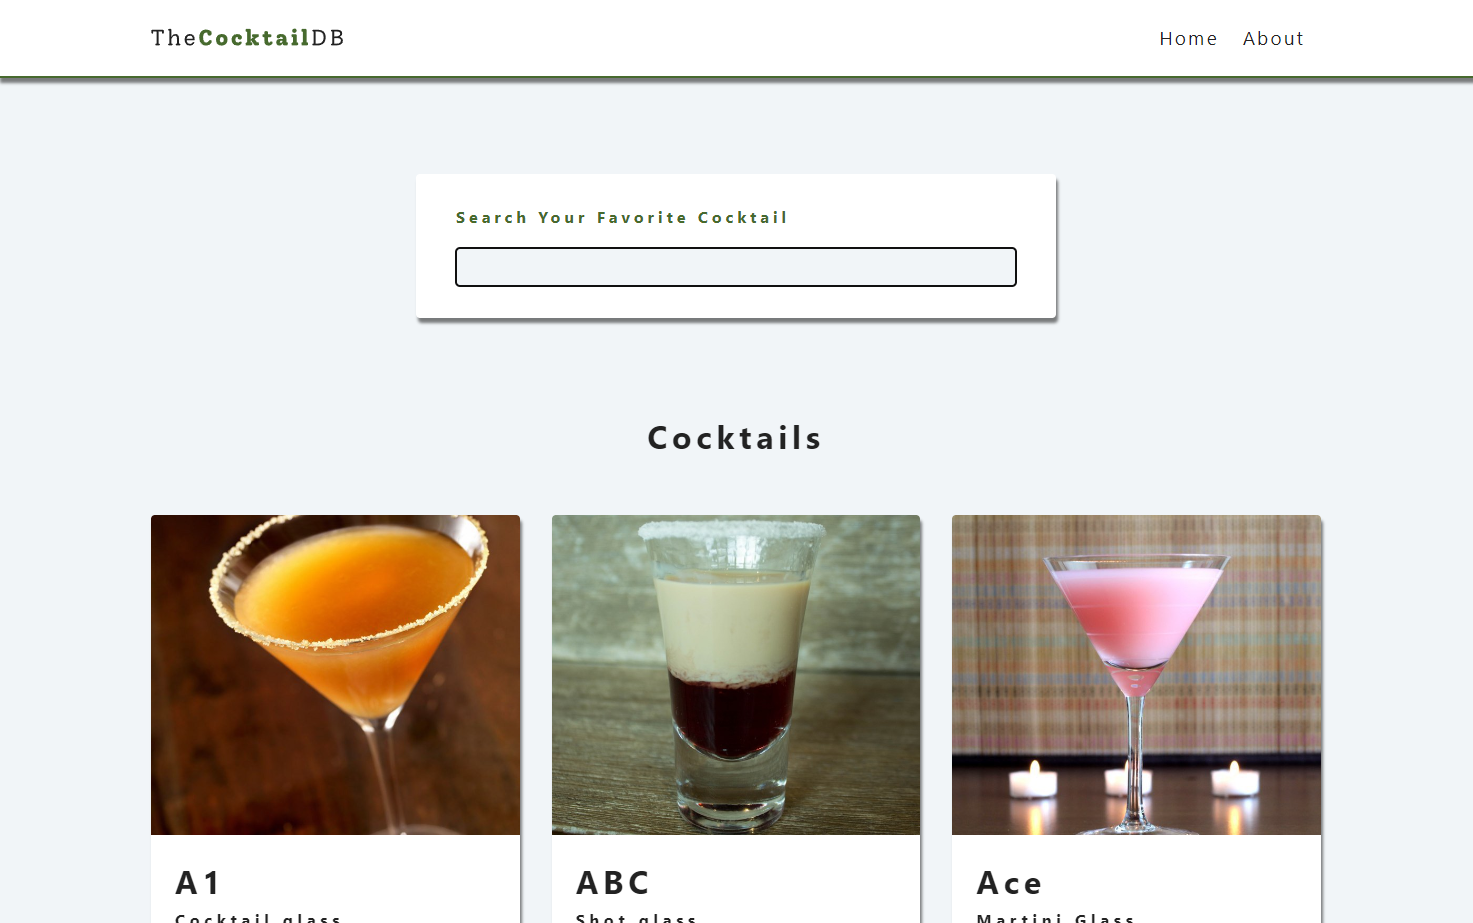 TheCocktailDB
Home About
Search Your Favorite Cocktail
Cocktails
A1
ABC
Ace
Cocktail glass
Shot glass
Martini Glass